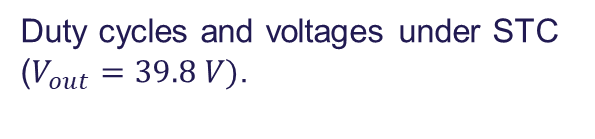 Duty cycles and voltages under STC
(V_out = 39.8 V).